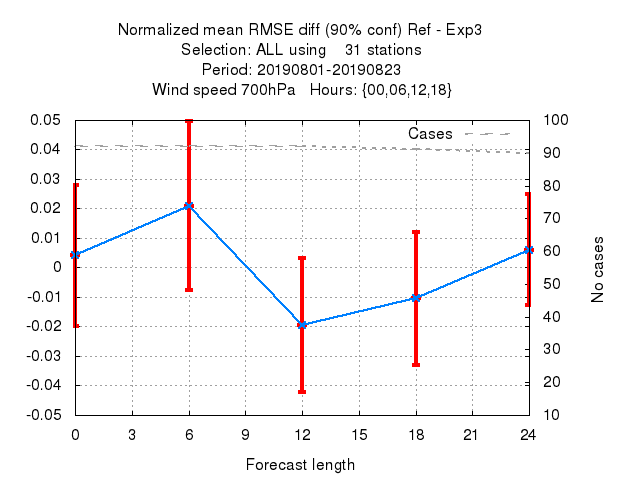 Normalized mean RMSE diff (90% conf) Ref - Exp3
Selection: ALL using    31 stations
Period: 20190801-20190823
Wind speed 700hPa   Hours: {00,06,12,18}
Cases
0.05
0.04
0.03
0.02
0.01
0
-0.01
-0.02
-0.03
-0.04
-0.05
100
90
80
70
60
50
40
30
20
10
No cases
0 3 6 9 12 15 18 21 24
Forecast length